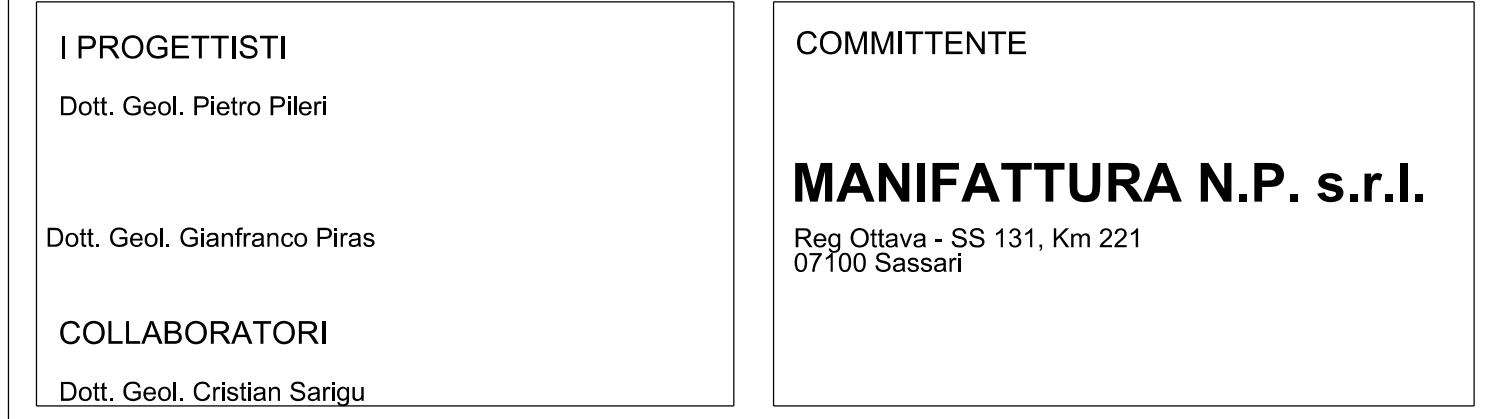 I PROGETTISTI
Dott. Geol. Pietro Pileri
Dott. Geol. Gianfranco Piras
COLLABORATORI
Dott. Geol. Cristian Sarigu
COMMITTENTE
MANIFATTURA N.P. s.r.l.
Reg Ottava - SS 131, Km 221
07100 Sassari